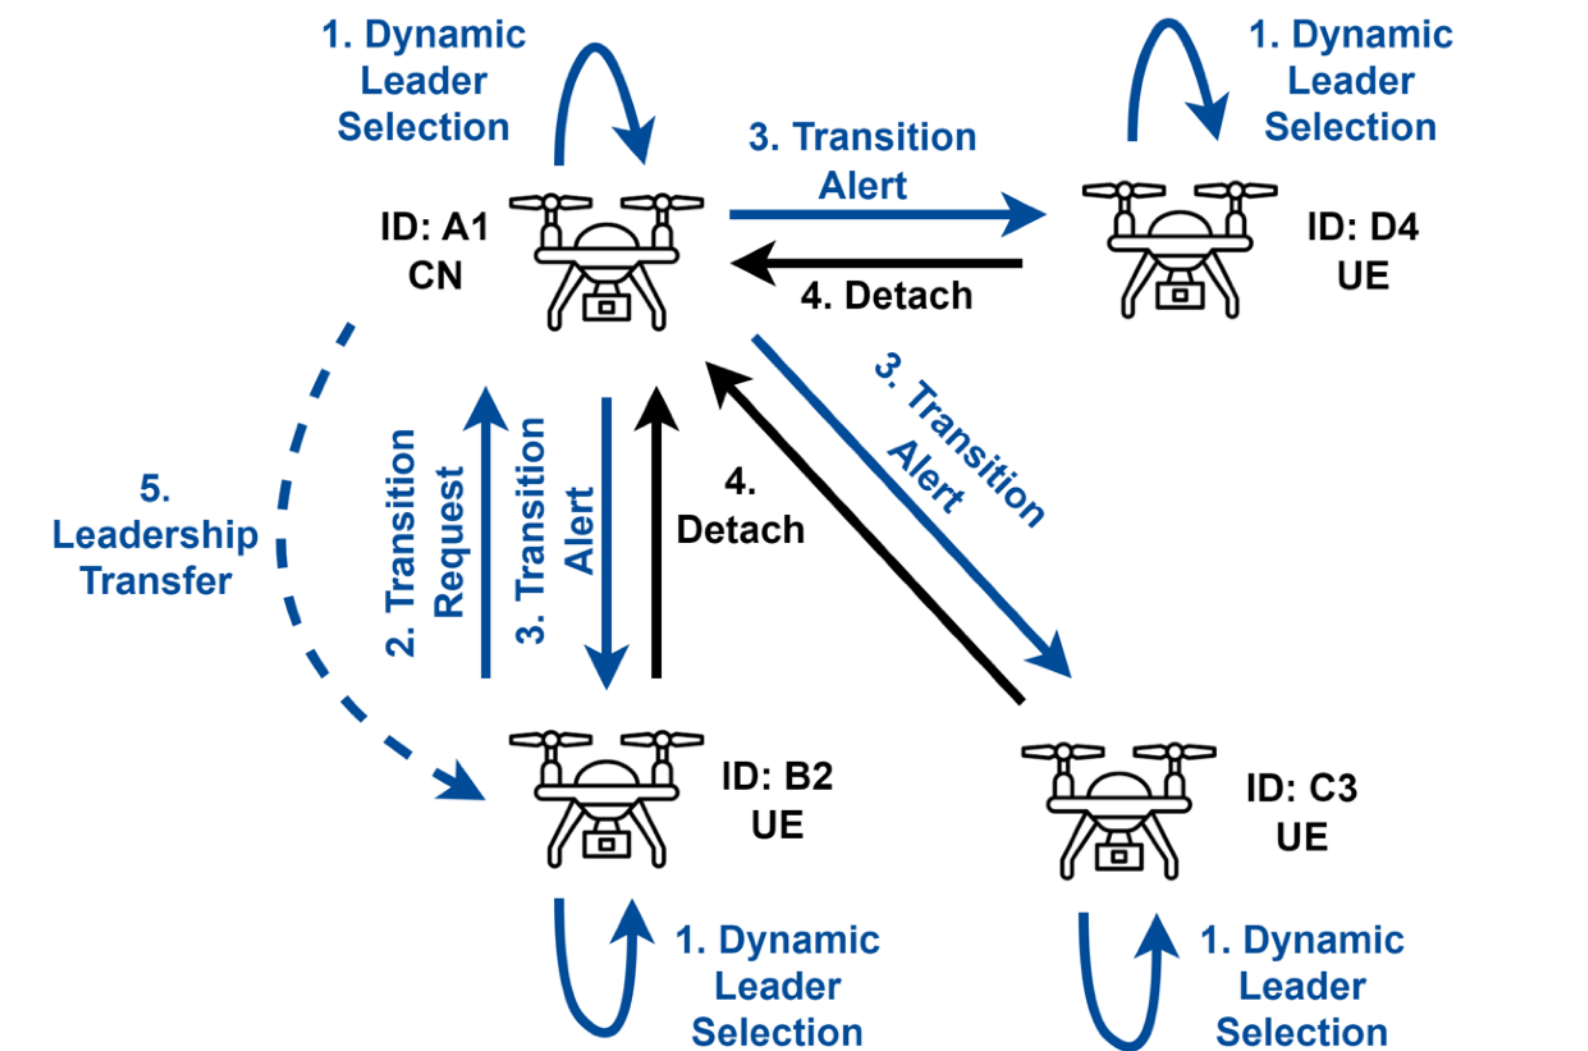 1. Dynamic
Leader
Selection
1. Dynamic
Leader
Selection
3. Transition
Alert
ID: A1
CN
ID: D4
UE
4. Detach
3. Transition
Alert
5.
Leadership
Transfer
2. Transition
Request
3. Transition
Alert
4.
Detach
ID: B2
UE
ID: C3
UE
1. Dynamic
Leader
Selection
1. Dynamic
Leader
Selection